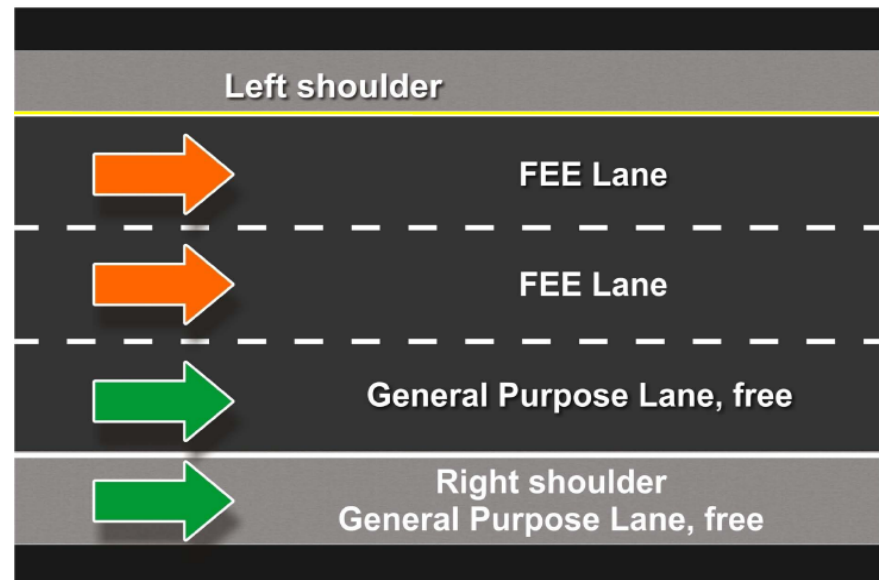 Left shoulder
FEE Lane
FEE Lane
General Purpose Lane, free
Right shoulder
General Purpose Lane, free